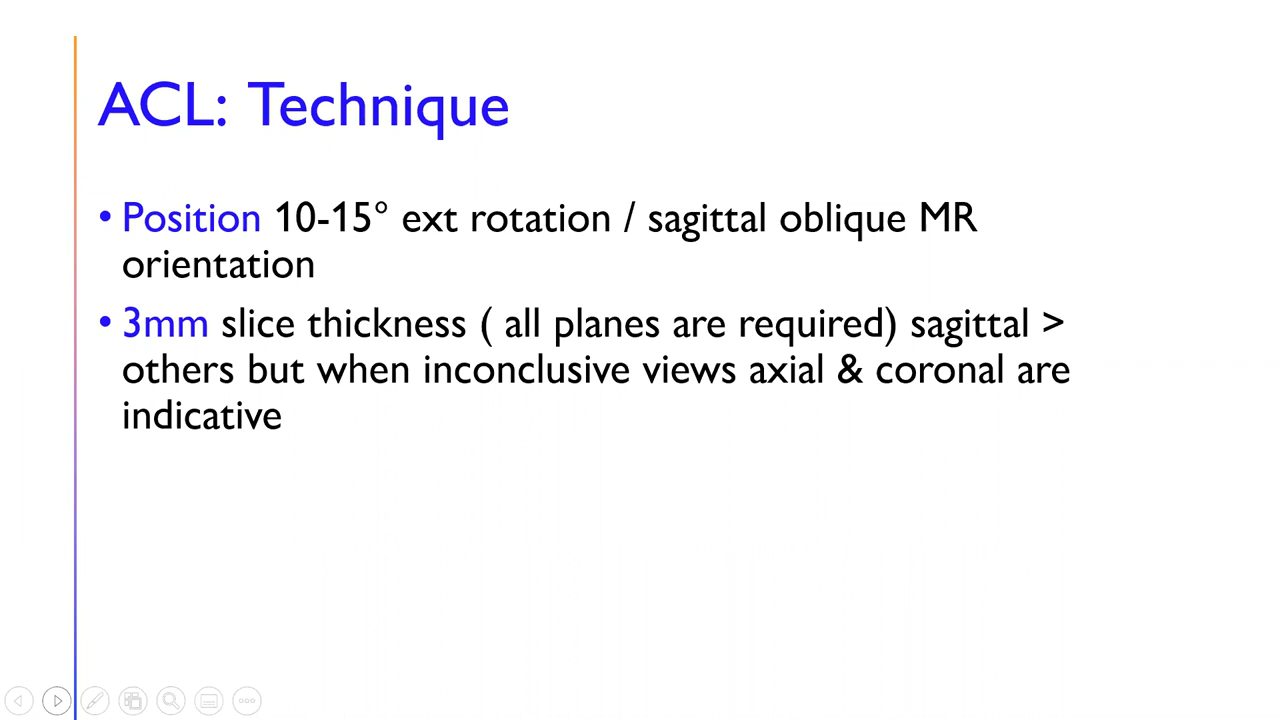 ACL: Technique
• Position 10-15° ext rotation / sagittal oblique MR
orientation
• 3mm slice thickness ( all planes are required) sagittal >
others but when inconclusive views axial & coronal are
indicative